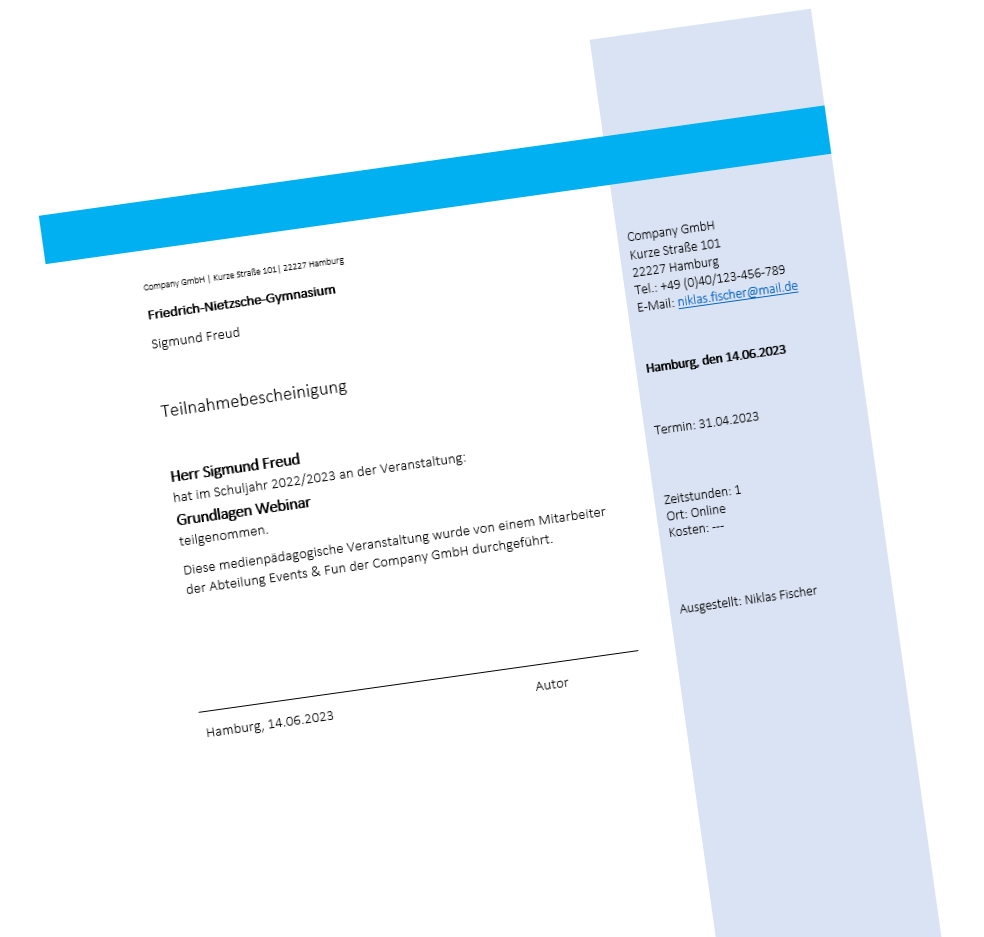 Company GmbH | Kurze Straße 101| 22227 Hamburg
Friedrich-Nietzsche-Gymnasium
Sigmund Freud
Teilnahmebescheinigung
Herr Sigmund Freud
hat im Schuljahr 2022/2023 an der Veranstaltung:
Grundlagen Webinar
teilgenommen.
Diese medienpädagogische Veranstaltung wurde von einem Mitarbeiter
der Abteilung Events & Fun der Company GmbH durchgeführt.
Autor
Hamburg, 14.06.2023
Company GmbH
Kurze Straße 101
22227 Hamburg
Tel.: +49 (0)40/123-456-789
E-Mail: niklas.fischer@mail.de
Hamburg, den 14.06.2023
Termin: 31.04.2023
Zeitstunden: 1
Ort: Online
Kosten: ---
Ausgestellt: Niklas Fischer